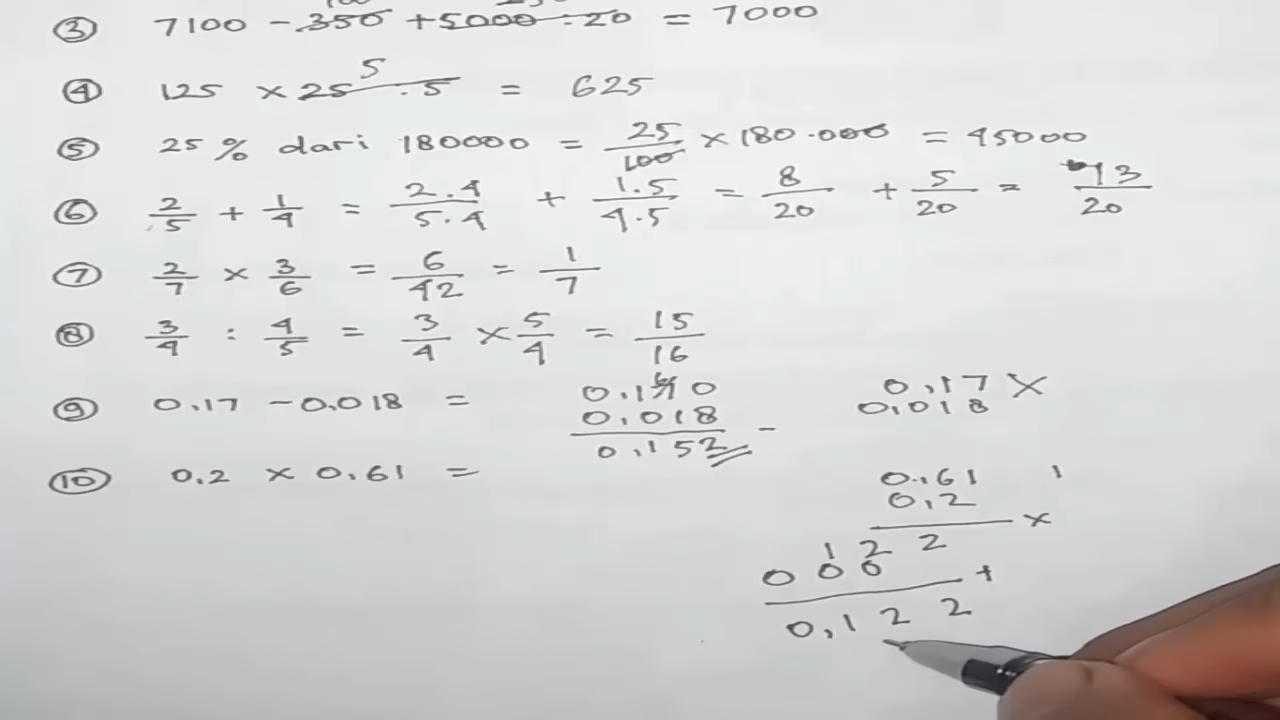 ③ 7100 - 350 + 5000 : 20 = 7000
④ 125 × 25 : 5 = 625
5
⑤ 25% dari 180000 = 25/100 × 180.000 = 45000
⑥ 2/5 + 1/4 = 2.4/5.4 + 1.5/4.5 = 8/20 + 5/20 = 13/20
⑦ 2/7 × 3/6 = 6/42 = 1/7
⑧ 3/4 : 4/5 = 3/4 × 5/4 = 15/16
⑨ 0.17 - 0.018 =
0.170
0.018 -
0.152
0.17 ×
0.018
⑩ 0.2 × 0.61 =
0.61 1
0,2 ×
122
000 +
0,122